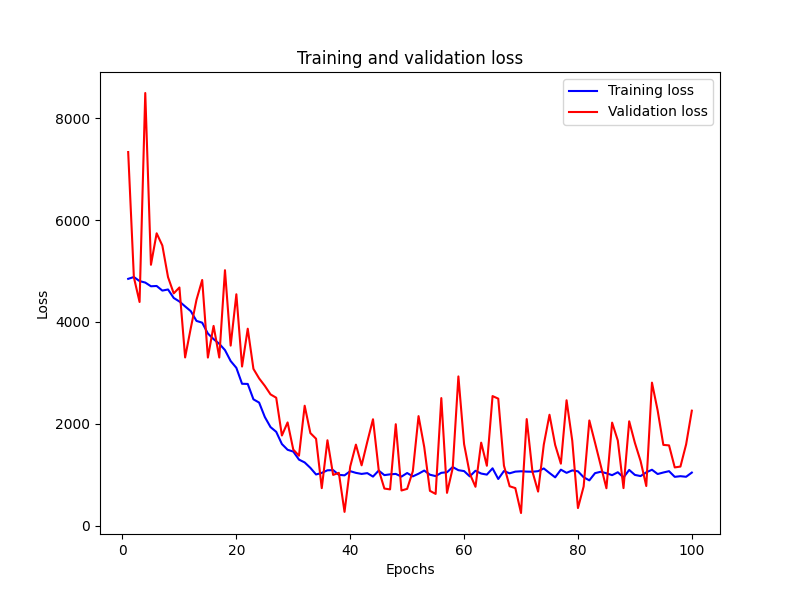 Training and validation loss
Training loss
Validation loss
8000
6000
4000
2000
0
Loss
0 20 40 60 80 100
Epochs